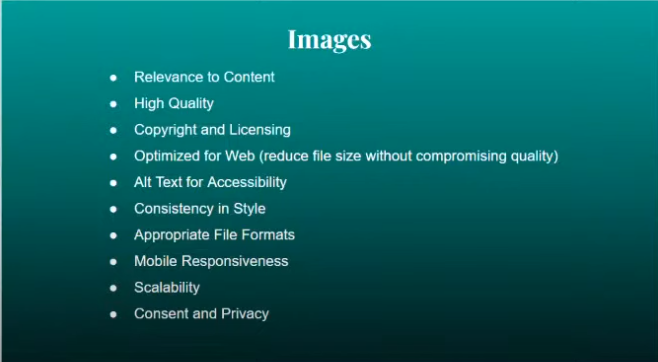 Images
● Relevance to Content
● High Quality
● Copyright and Licensing
● Optimized for Web (reduce file size without compromising quality)
● Alt Text for Accessibility
● Consistency in Style
● Appropriate File Formats
● Mobile Responsiveness
● Scalability
● Consent and Privacy